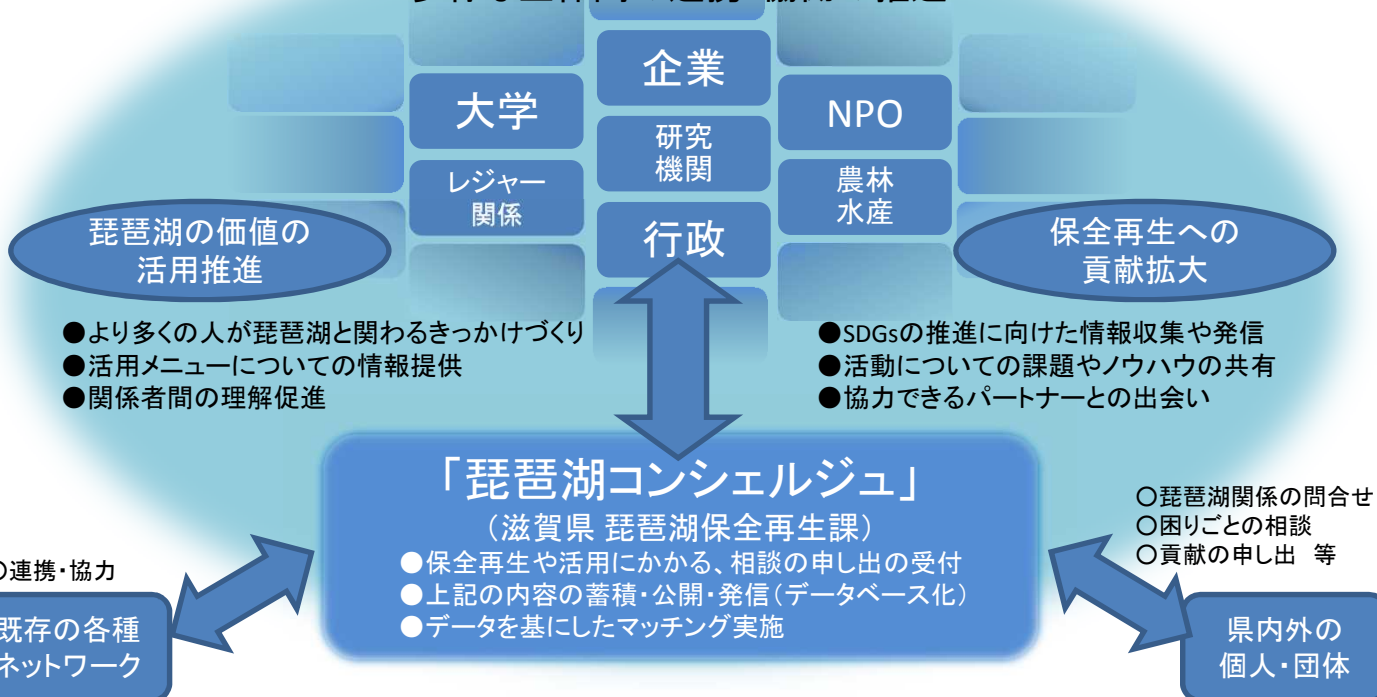 企業
大学
NPO
研究
機関
レジャー
関係
農林
水産
行政
琵琶湖の価値の
活用推進
保全再生への
貢献拡大
●より多くの人が琵琶湖と関わるきっかけづくり
●活用メニューについての情報提供
●関係者間の理解促進
●SDGsの推進に向けた情報収集や発信
●活動についての課題やノウハウの共有
●協力できるパートナーとの出会い
「琵琶湖コンシェルジュ」
(滋賀県 琵琶湖保全再生課)
●保全再生や活用にかかる、相談の申し出の受付
●上記の内容の蓄積・公開・発信(データベース化)
●データを基にしたマッチング実施
の連携・協力
既存の各種
ネットワーク
〇琵琶湖関係の問合せ
〇困りごとの相談
〇貢献の申し出 等
県内外の
個人・団体